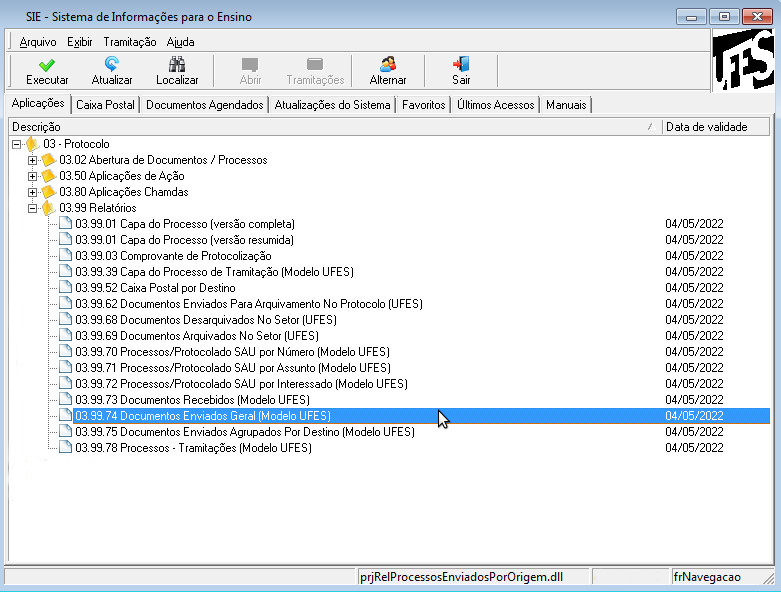 SIE - Sistema de Informações para o Ensino
Arquivo Exibir Tramitação Ajuda
Executar Atualizar Localizar Abrir Tramitações Alternar Sair
UFES
Aplicações Caixa Postal Documentos Agendados Atualizações do Sistema Favoritos Últimos Acessos Manuais
Descrição Data de validade
03 - Protocolo
03.02 Abertura de Documentos / Processos
03.50 Aplicações de Ação
03.80 Aplicações Chamdas
03.99 Relatórios
03.99.01 Capa do Processo (versão completa) 04/05/2022
03.99.01 Capa do Processo (versão resumida) 04/05/2022
03.99.03 Comprovante de Protocolização 04/05/2022
03.99.39 Capa do Processo de Tramitação (Modelo UFES) 04/05/2022
03.99.52 Caixa Postal por Destino 04/05/2022
03.99.62 Documentos Enviados Para Arquivamento No Protocolo (UFES) 04/05/2022
03.99.68 Documentos Desarquivados No Setor (UFES) 04/05/2022
03.99.69 Documentos Arquivados No Setor (UFES) 04/05/2022
03.99.70 Processos/Protocolado SAU por Número (Modelo UFES) 04/05/2022
03.99.71 Processos/Protocolado SAU por Assunto (Modelo UFES) 04/05/2022
03.99.72 Processos/Protocolado SAU por Interessado (Modelo UFES) 04/05/2022
03.99.73 Documentos Recebidos (Modelo UFES) 04/05/2022
03.99.74 Documentos Enviados Geral (Modelo UFES) 04/05/2022
03.99.75 Documentos Enviados Agrupados Por Destino (Modelo UFES) 04/05/2022
03.99.78 Processos - Tramitações (Modelo UFES) 04/05/2022
prjRelProcessosEnviadosPorOrigem.dll frNavegacao